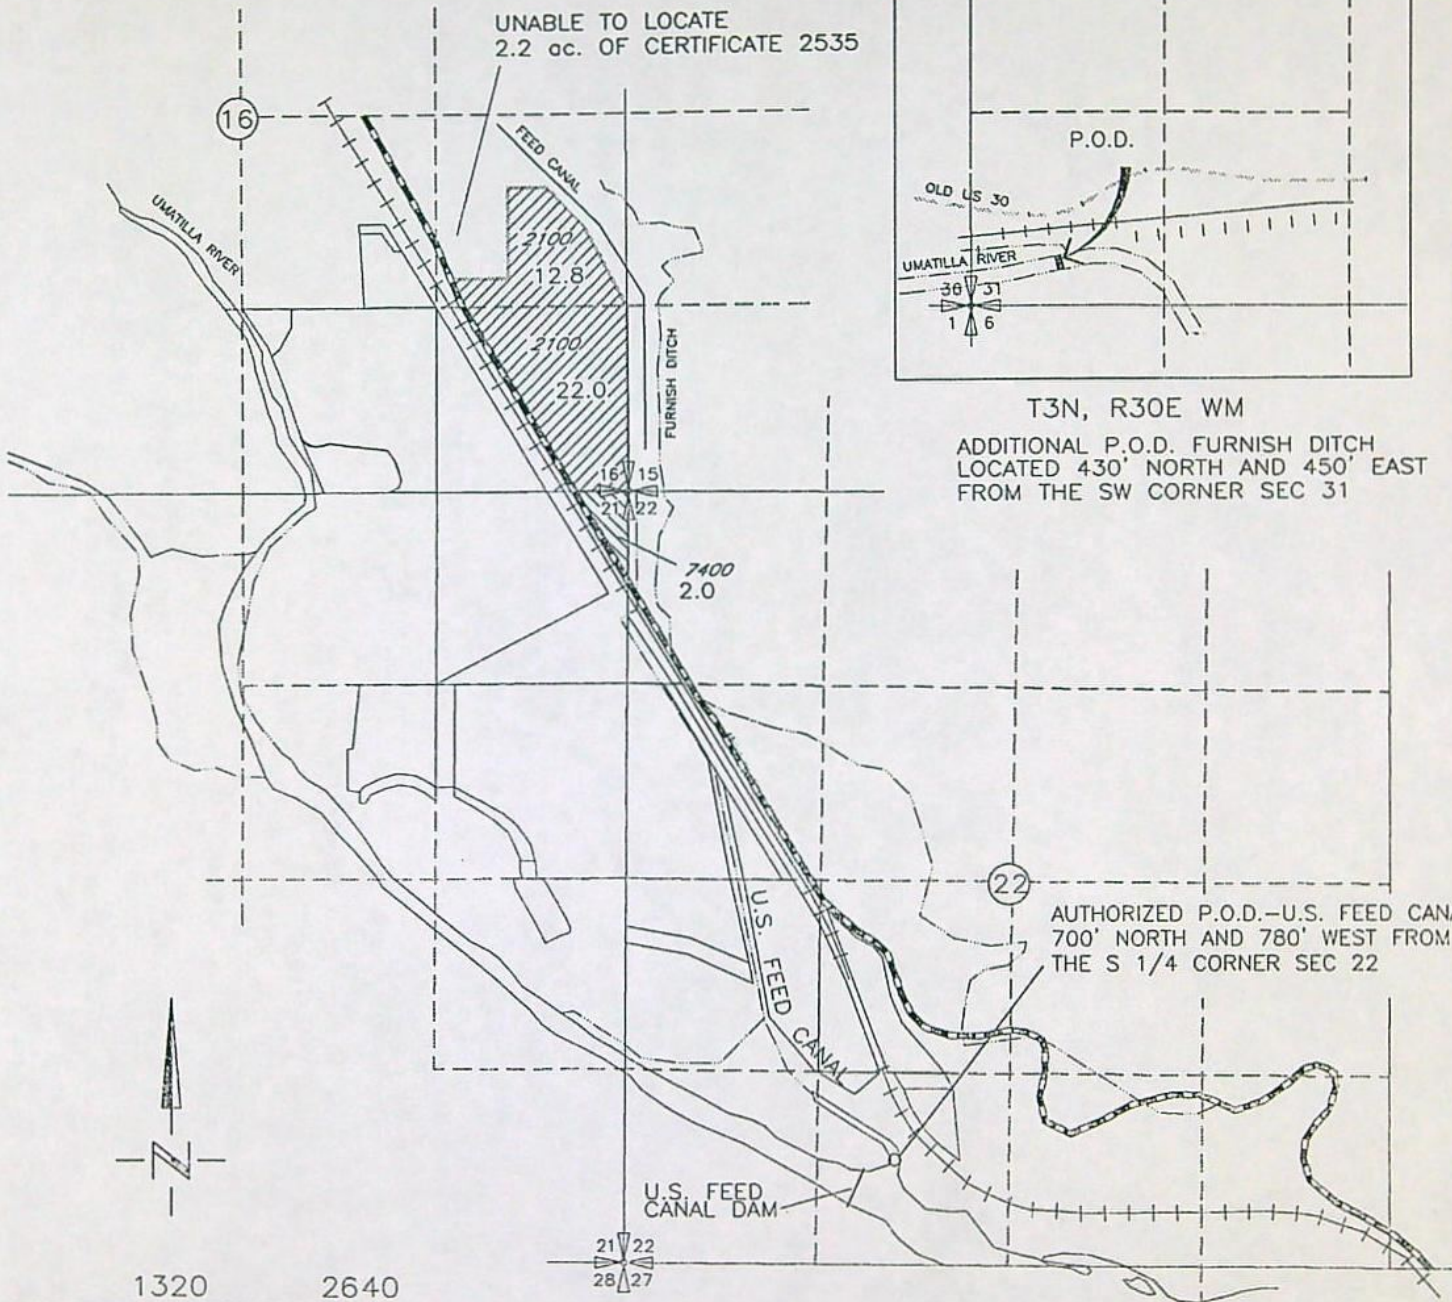 UNABLE TO LOCATE
2.2 ac. OF CERTIFICATE 2535
16
FEED CANAL
UMATILLA RIVER
2100
12.8
2100
22.0
FURNISH DITCH
16 15
21 22
7400
2.0
P.O.D.
OLD US 30
UMATILLA RIVER
36 31
1 6
T3N, R30E WM
ADDITIONAL P.O.D. FURNISH DITCH
LOCATED 430' NORTH AND 450' EAST
FROM THE SW CORNER SEC 31
22
AUTHORIZED P.O.D.-U.S. FEED CANA
700' NORTH AND 780' WEST FROM
THE S 1/4 CORNER SEC 22
U.S. FEED CANAL
N
U.S. FEED
CANAL DAM
21 22
28 27
1320 2640